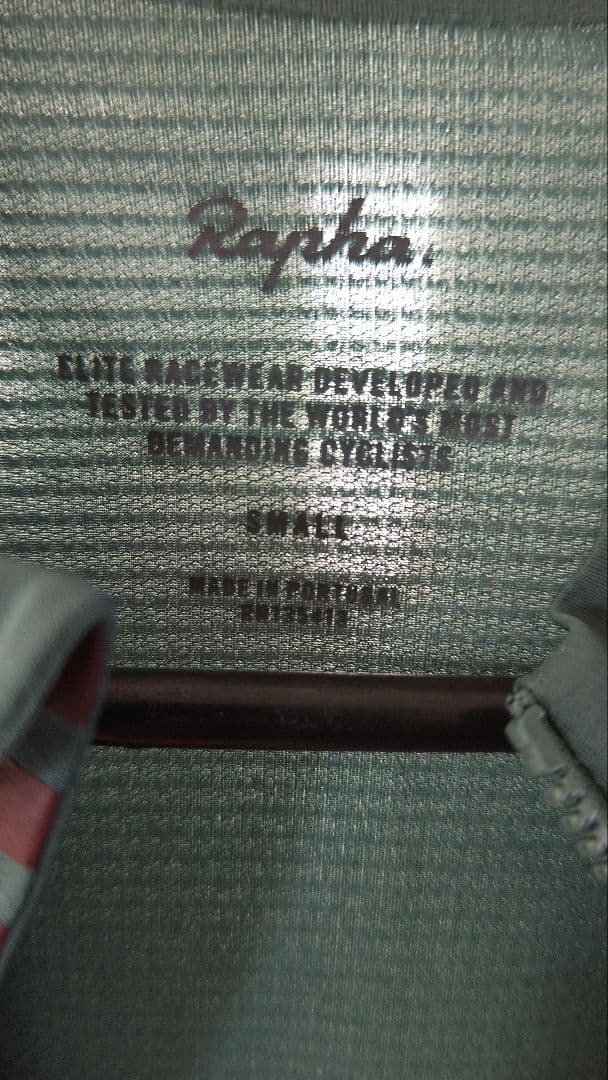 Rapha.
ELITE RACEWEAR DEVELOPED AND
TESTED BY THE WORLD'S MOST
DEMANDING CYCLISTS
SMALL
MADE IN PORTUGAL